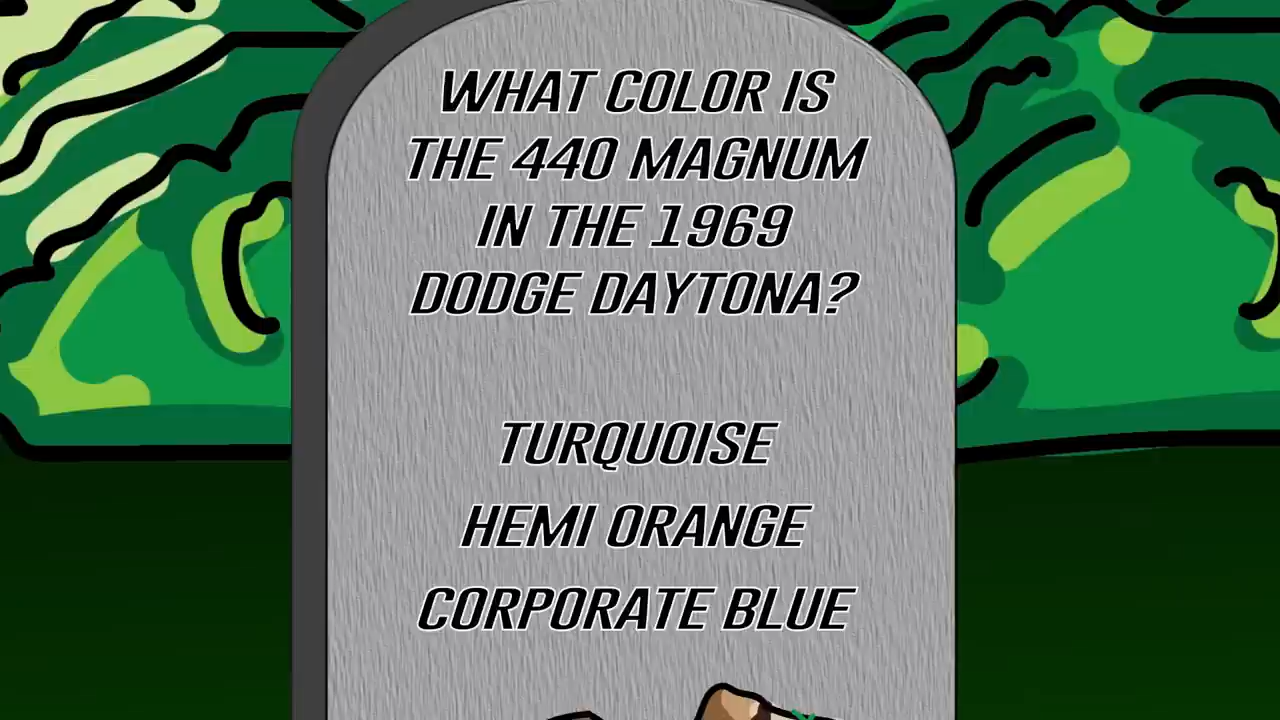 WHAT COLOR IS
THE 440 MAGNUM
IN THE 1969
DODGE DAYTONA?
TURQUOISE
HEMI ORANGE
CORPORATE BLUE